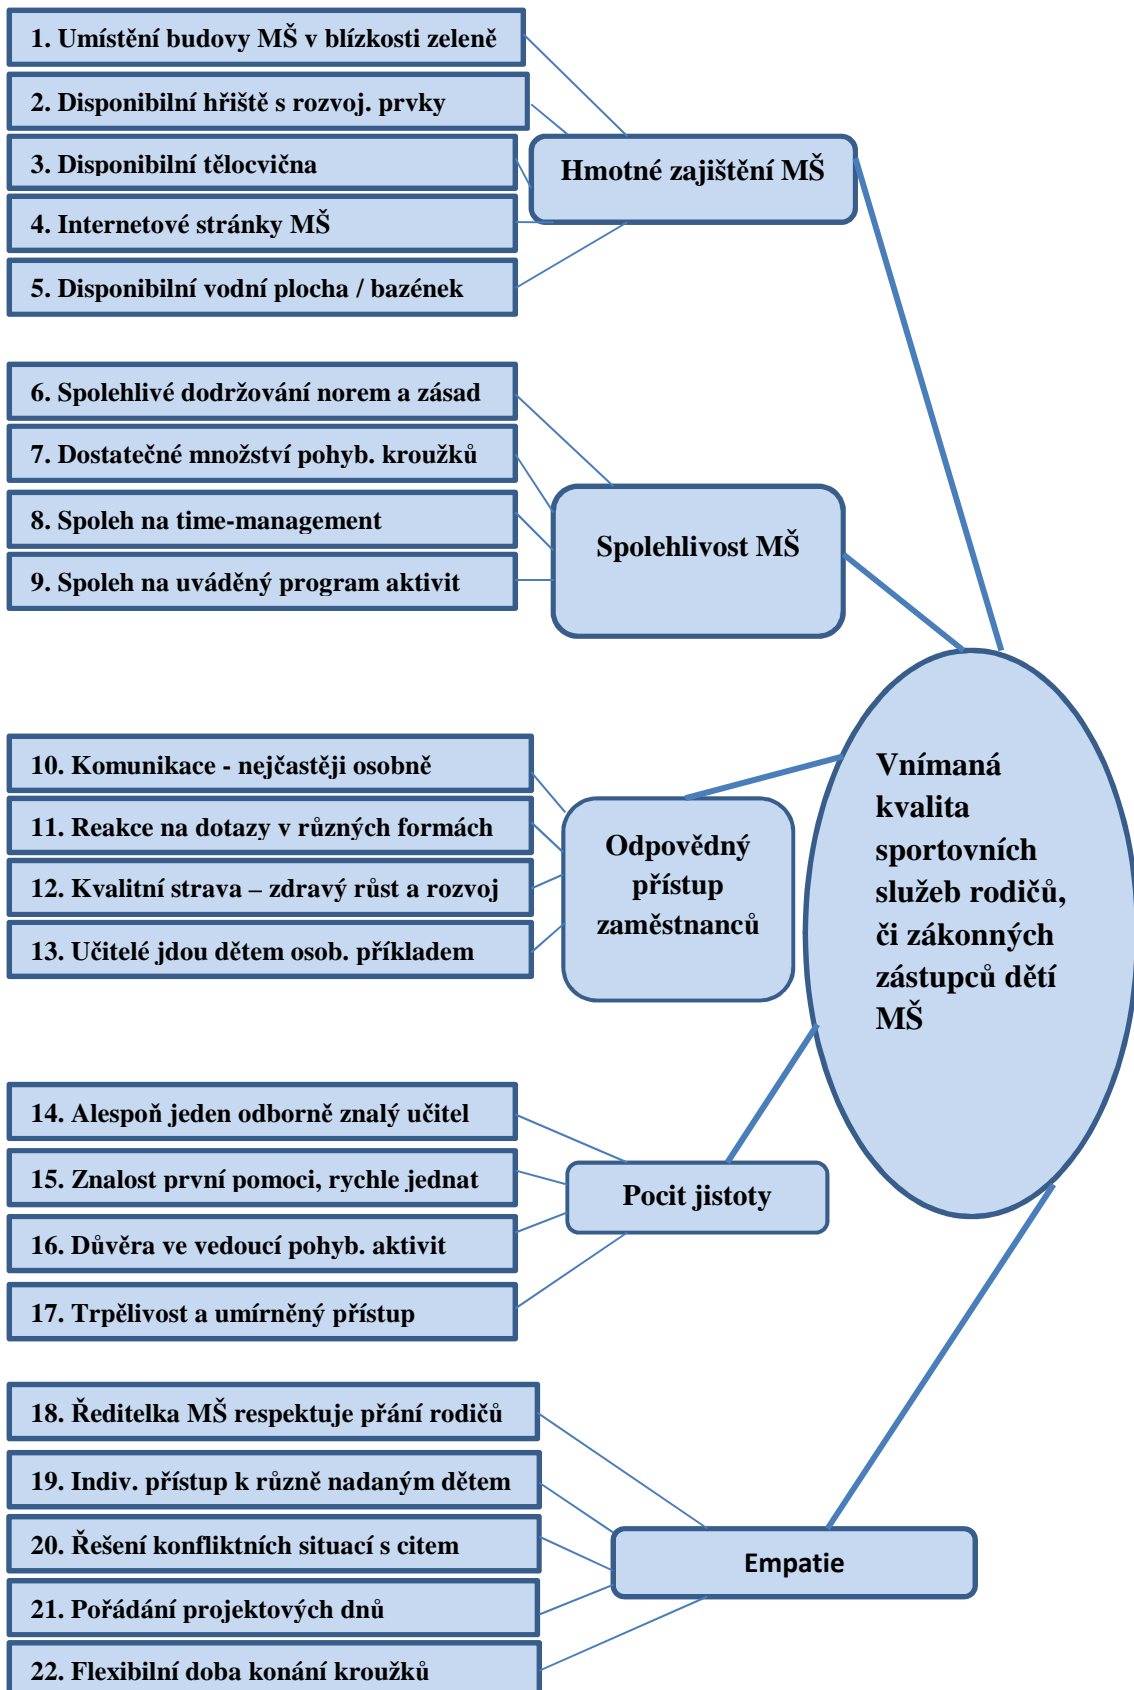 1. Umístění budovy MŠ v blízkosti zeleně
2. Disponibilní hřiště s rozvoj. prvky
3. Disponibilní tělocvična
4. Internetové stránky MŠ
5. Disponibilní vodní plocha / bazének
Hmotné zajištění MŠ
6. Spolehlivé dodržování norem a zásad
7. Dostatečné množství pohyb. kroužků
8. Spoleh na time-management
9. Spoleh na uváděný program aktivit
Spolehlivost MŠ
10. Komunikace - nejčastěji osobně
11. Reakce na dotazy v různých formách
12. Kvalitní strava – zdravý růst a rozvoj
13. Učitelé jdou dětem osob. příkladem
Odpovědný
přístup
zaměstnanců
14. Alespoň jeden odborně znalý učitel
15. Znalost první pomoci, rychle jednat
16. Důvěra ve vedoucí pohyb. aktivit
17. Trpělivost a umírněný přístup
Pocit jistoty
18. Ředitelka MŠ respektuje přání rodičů
19. Indiv. přístup k různě nadaným dětem
20. Řešení konfliktních situací s citem
21. Pořádání projektových dnů
22. Flexibilní doba konání kroužků
Empatie
Vnímaná
kvalita
sportovních
služeb rodičů,
či zákonných
zástupců dětí
MŠ